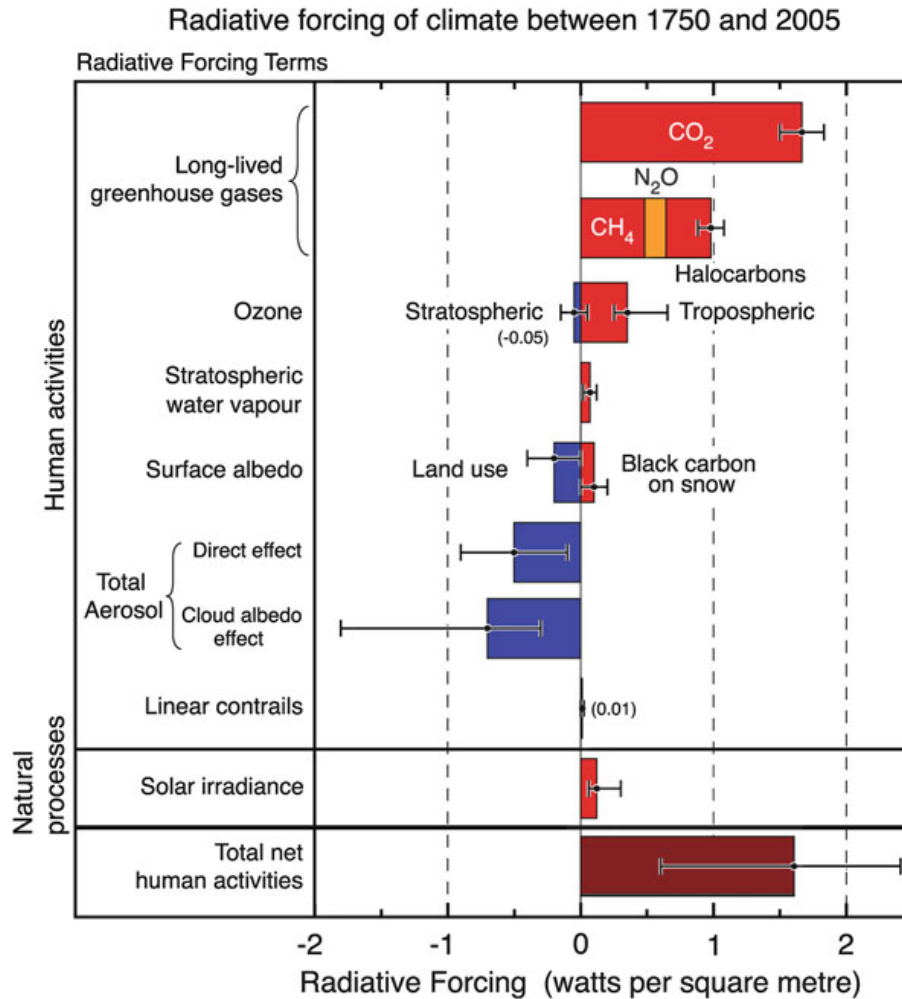 Radiative forcing of climate between 1750 and 2005
Radiative Forcing Terms
Human activities
Long-lived
greenhouse gases
CO₂
N₂O
CH₄
Halocarbons
Ozone
Stratospheric
(-0.05)
Tropospheric
Stratospheric
water vapour
Surface albedo
Land use
Black carbon
on snow
Total
Aerosol
Direct effect
Cloud albedo
effect
Linear contrails
(0.01)
Natural
processes
Solar irradiance
Total net
human activities
-2 -1 0 1 2
Radiative Forcing (watts per square metre)